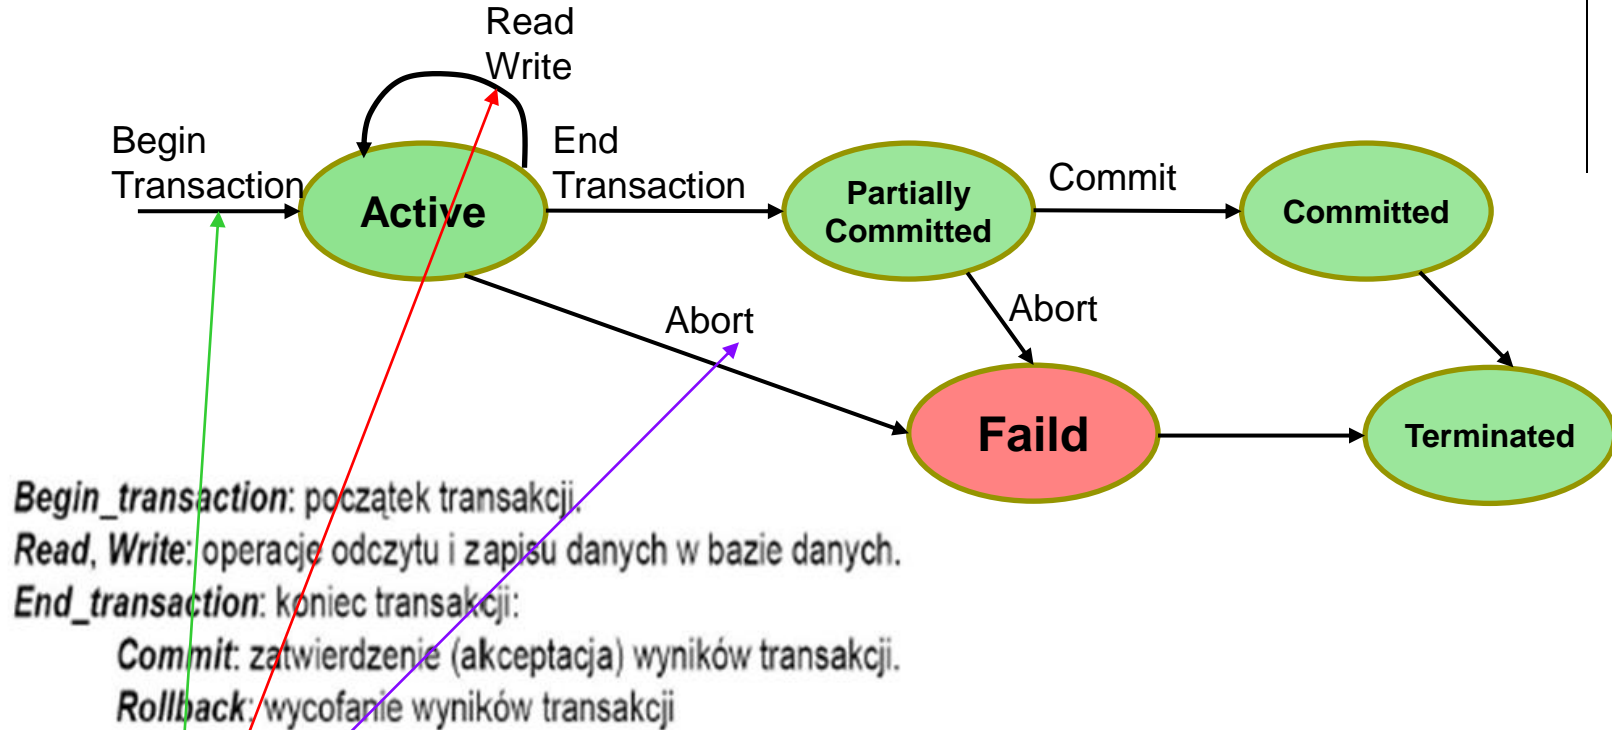 Read
Write
Begin
Transaction
End
Transaction
Active
Partially
Committed
Commit
Committed
Abort
Abort
Faild
Terminated
Begin_transaction: początek transakcji.
Read, Write: operacje odczytu i zapisu danych w bazie danych.
End_transaction: koniec transakcji:
Commit: zatwierdzenie (akceptacja) wyników transakcji.
Rollback: wycofanie wyników transakcji